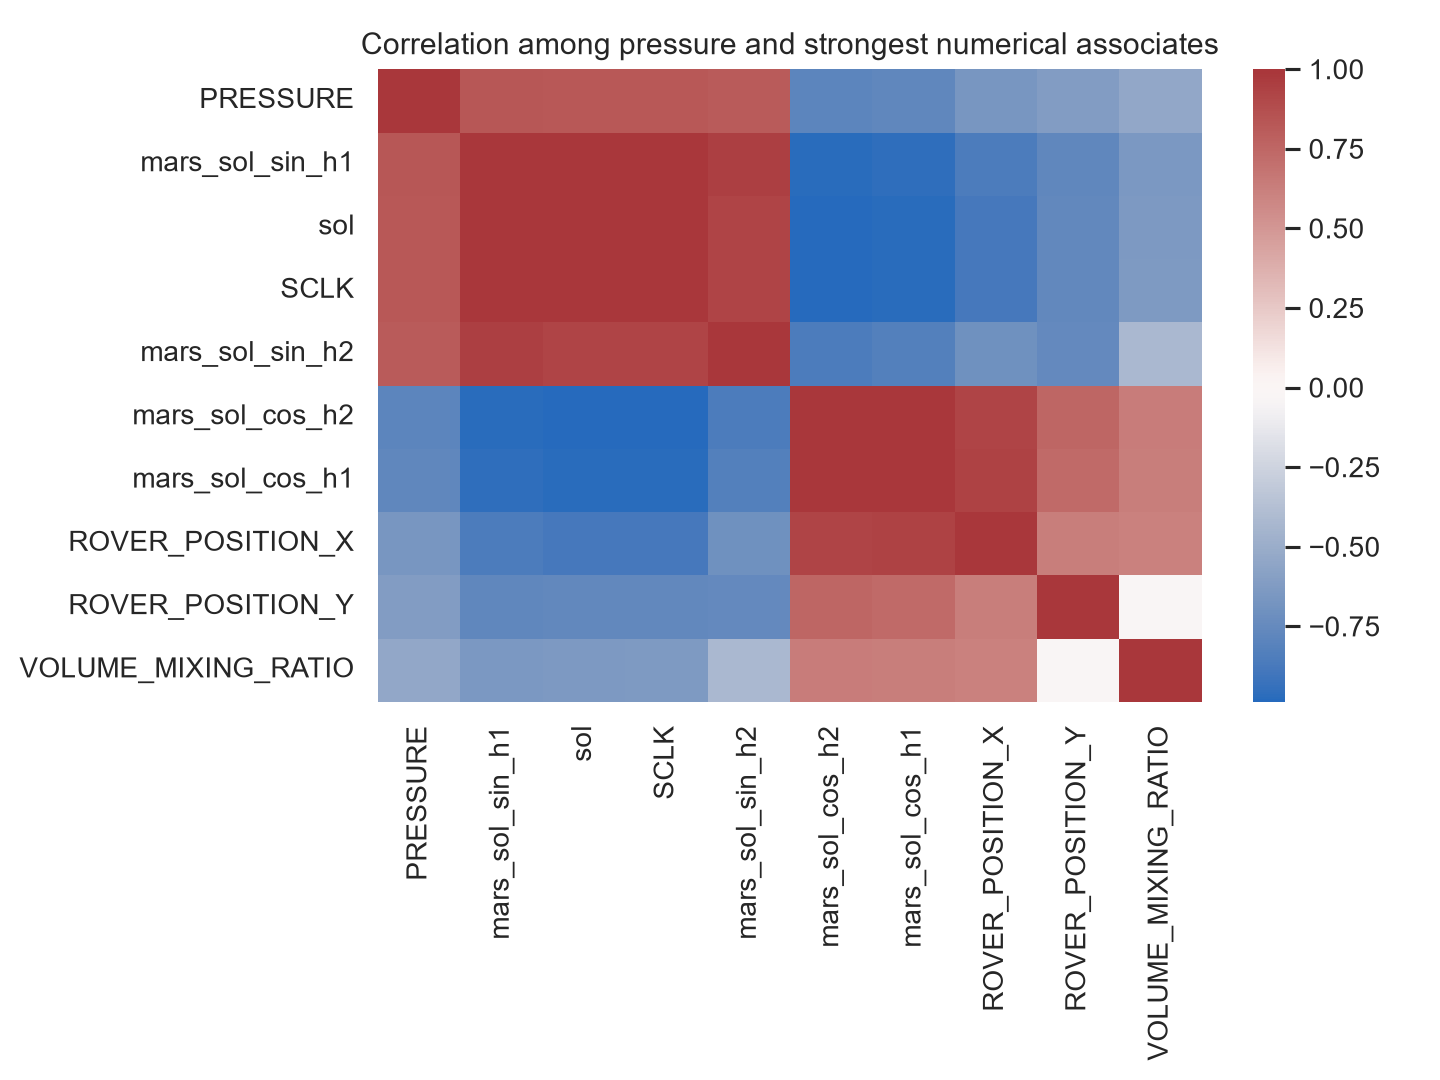 Correlation among pressure and strongest numerical associates
PRESSURE
mars_sol_sin_h1
sol
SCLK
mars_sol_sin_h2
mars_sol_cos_h2
mars_sol_cos_h1
ROVER_POSITION_X
ROVER_POSITION_Y
VOLUME_MIXING_RATIO
PRESSURE
mars_sol_sin_h1
sol
SCLK
mars_sol_sin_h2
mars_sol_cos_h2
mars_sol_cos_h1
ROVER_POSITION_X
ROVER_POSITION_Y
VOLUME_MIXING_RATIO
1.00
0.75
0.50
0.25
0.00
−0.25
−0.50
−0.75